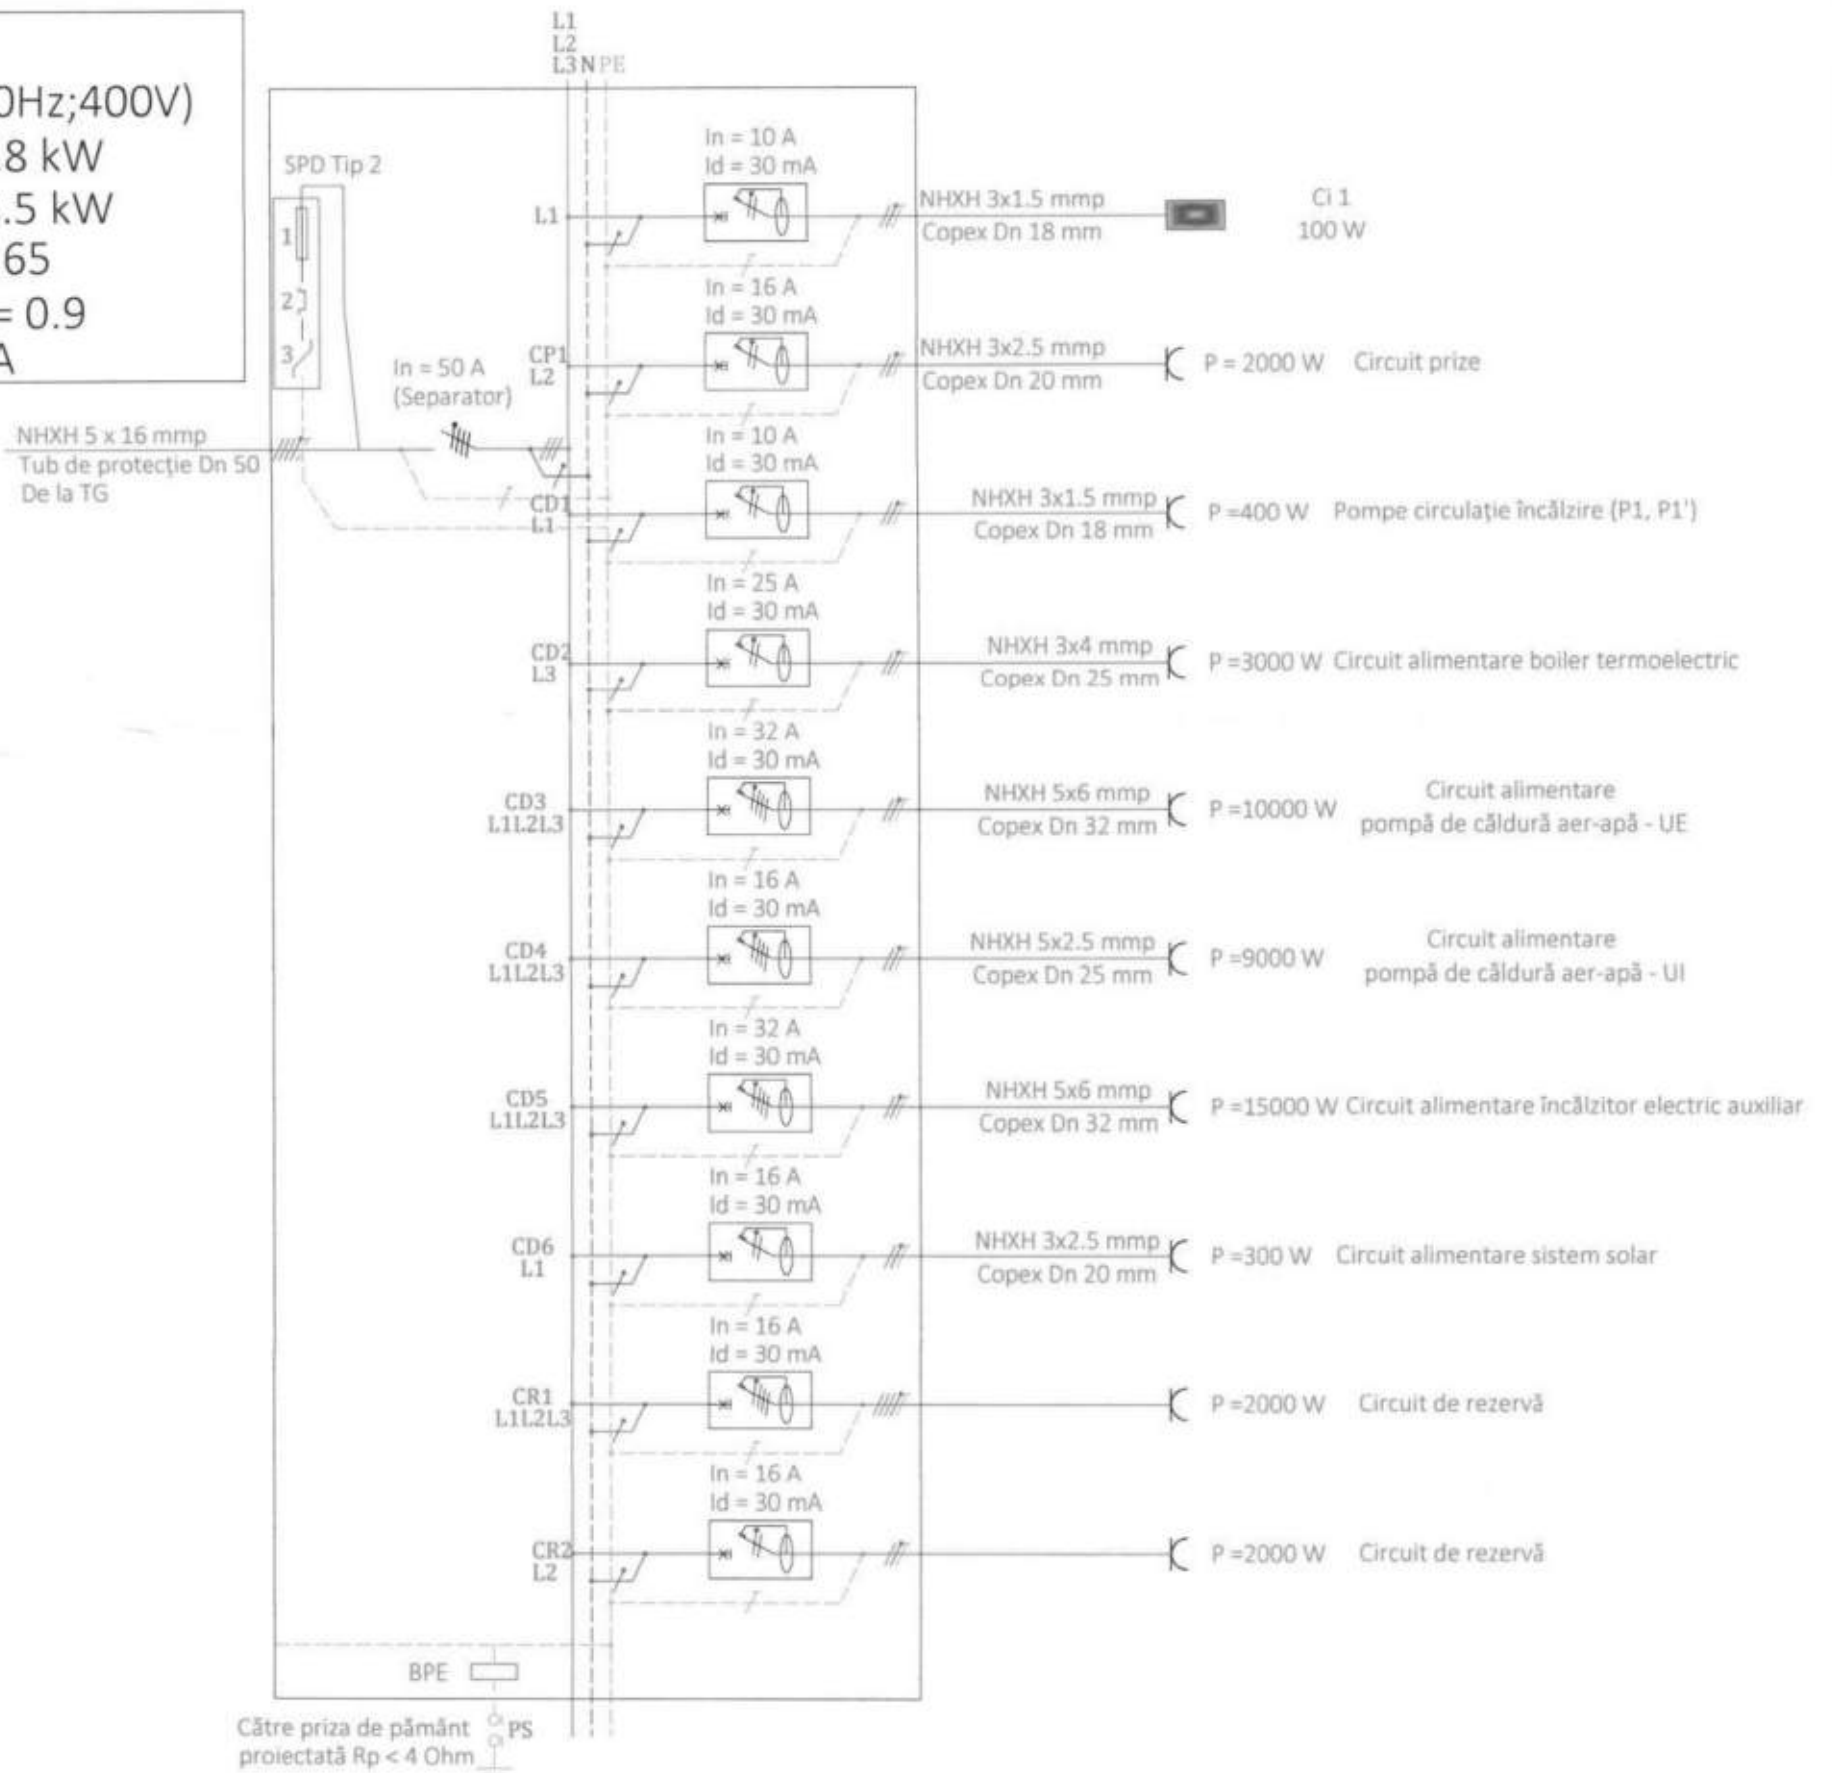 0Hz;400V)
.8 kW
.5 kW
65
= 0.9
A
L1
L2
L3 N PE
SPD Tip 2
1
2
3
In = 50 A
(Separator)
NHXH 5 x 16 mmp
Tub de protecție Dn 50
De la TG
In = 10 A
Id = 30 mA
L1
NHXH 3x1.5 mmp
Copex Dn 18 mm
Ci 1
100 W
In = 16 A
Id = 30 mA
CP1
L2
NHXH 3x2.5 mmp
Copex Dn 20 mm
P = 2000 W Circuit prize
In = 10 A
Id = 30 mA
CD1
L1
NHXH 3x1.5 mmp
Copex Dn 18 mm
P =400 W Pompe circulație încălzire (P1, P1')
In = 25 A
Id = 30 mA
CD2
L3
NHXH 3x4 mmp
Copex Dn 25 mm
P =3000 W Circuit alimentare boiler termoelectric
In = 32 A
Id = 30 mA
CD3
L1L2L3
NHXH 5x6 mmp
Copex Dn 32 mm
P =10000 W
Circuit alimentare
pompă de căldură aer-apă - UE
In = 16 A
Id = 30 mA
CD4
L1L2L3
NHXH 5x2.5 mmp
Copex Dn 25 mm
P =9000 W
Circuit alimentare
pompă de căldură aer-apă - UI
In = 32 A
Id = 30 mA
CD5
L1L2L3
NHXH 5x6 mmp
Copex Dn 32 mm
P =15000 W Circuit alimentare încălzitor electric auxiliar
In = 16 A
Id = 30 mA
CD6
L1
NHXH 3x2.5 mmp
Copex Dn 20 mm
P =300 W Circuit alimentare sistem solar
In = 16 A
Id = 30 mA
CR1
L1L2L3
P =2000 W Circuit de rezervă
In = 16 A
Id = 30 mA
CR2
L2
P =2000 W Circuit de rezervă
BPE
Către priza de pământ
proiectată Rp < 4 Ohm
PS